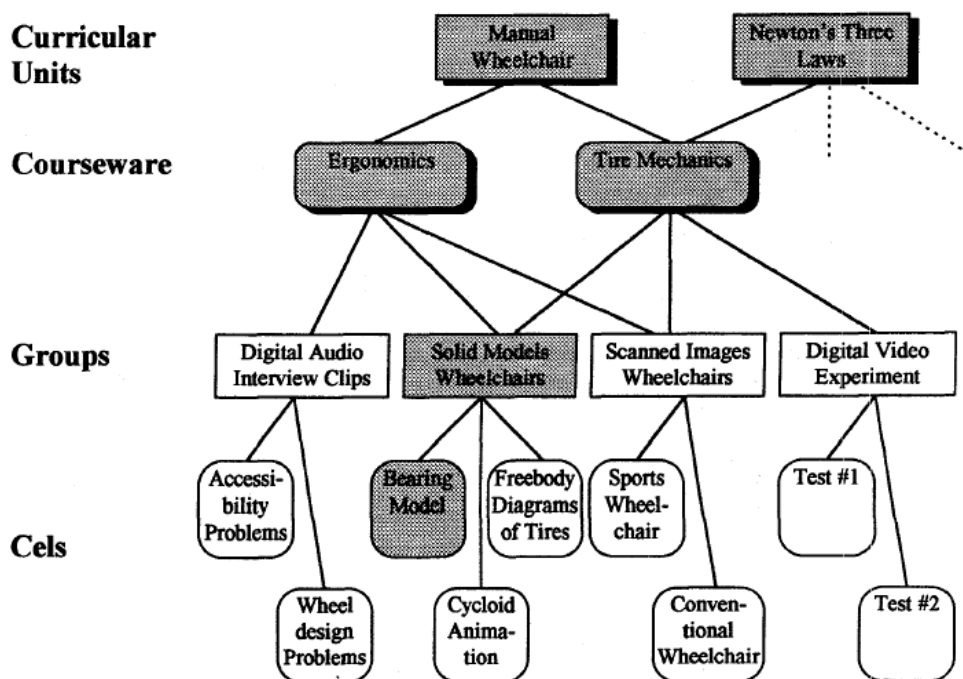 Curricular
Units
Manual
Wheelchair
Newton's Three
Laws
Courseware
Ergonomics
Tire Mechanics
Groups
Digital Audio
Interview Clips
Solid Models
Wheelchairs
Scanned Images
Wheelchairs
Digital Video
Experiment
Cels
Accessi-
bility
Problems
Bearing
Model
Freebody
Diagrams
of Tires
Sports
Wheel-
chair
Test #1
Wheel
design
Problems
Cycloid
Anima-
tion
Conven-
tional
Wheelchair
Test #2